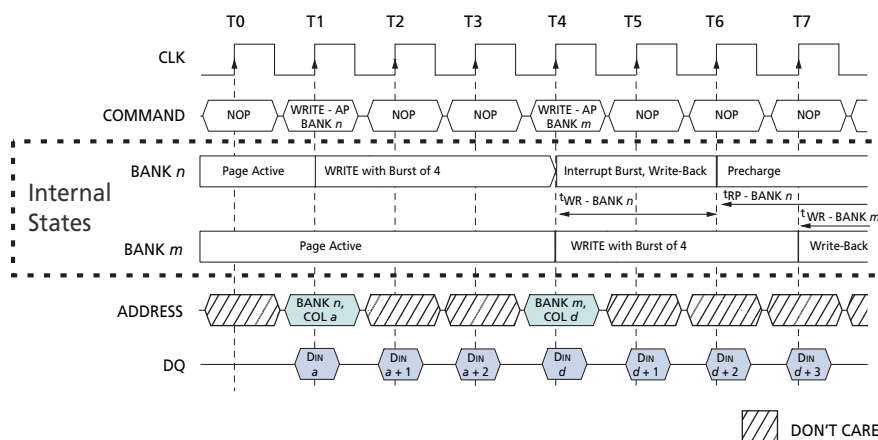 T0 T1 T2 T3 T4 T5 T6 T7
CLK
COMMAND NOP WRITE - AP BANK n NOP NOP WRITE - AP BANK m NOP NOP NOP
Internal States
BANK n Page Active WRITE with Burst of 4 Interrupt Burst, Write-Back Precharge
tWR - BANK n tRP - BANK n
tWR - BANK m
BANK m Page Active WRITE with Burst of 4 Write-Back
ADDRESS BANK n, COL a BANK m, COL d
DQ DIN a DIN a + 1 DIN a + 2 DIN d DIN d + 1 DIN d + 2 DIN d + 3
DON'T CARE